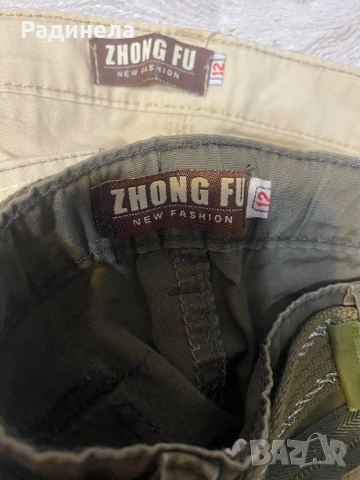 Радинела
ZHONG FU
NEW FASHION
12
ZHONG FU
NEW FASHION
12
BAZAR